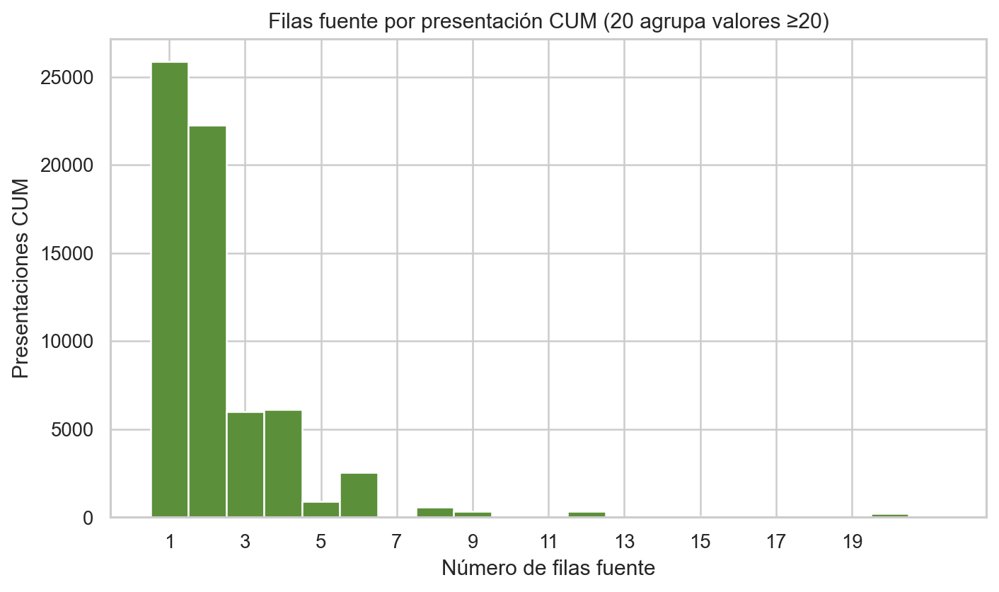 Filas fuente por presentación CUM (20 agrupa valores ≥20)
Presentaciones CUM
25000
20000
15000
10000
5000
0
1 3 5 7 9 11 13 15 17 19
Número de filas fuente